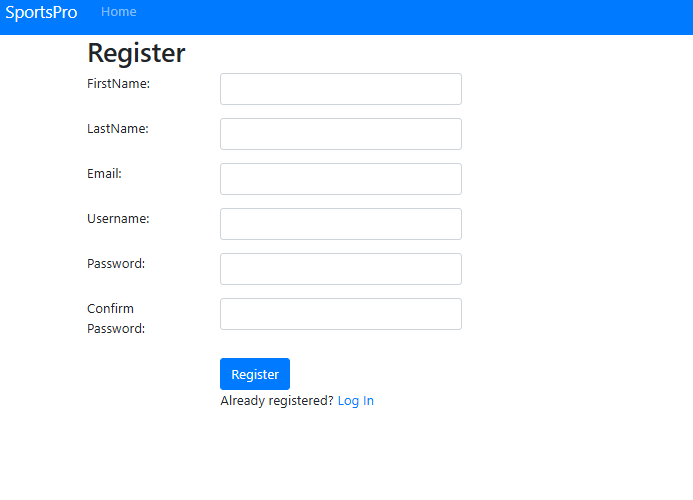 SportsPro Home
Register
FirstName:
LastName:
Email:
Username:
Password:
Confirm
Password:
Register
Already registered? Log In